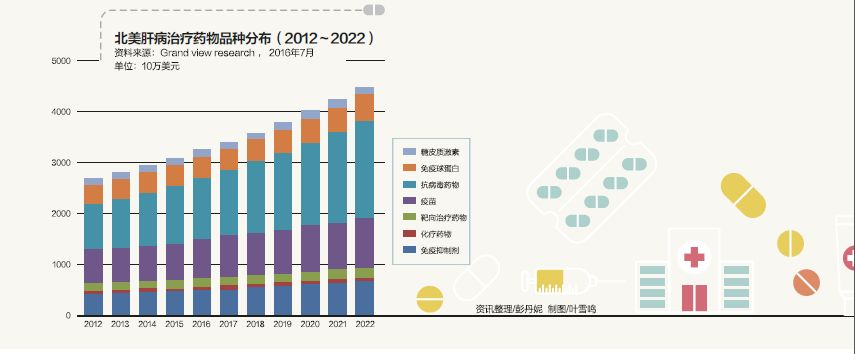 北美肝病治疗药物品种分布（2012～2022）
资料来源：Grand view research ，2016年7月
单位：10万美元
5000
4000
3000
2000
1000
0
2012 2013 2014 2015 2016 2017 2018 2019 2020 2021 2022
糖皮质激素
免疫球蛋白
抗病毒药物
疫苗
靶向治疗药物
化疗药物
免疫抑制剂
资讯整理/彭丹妮 制图/叶雪鸣